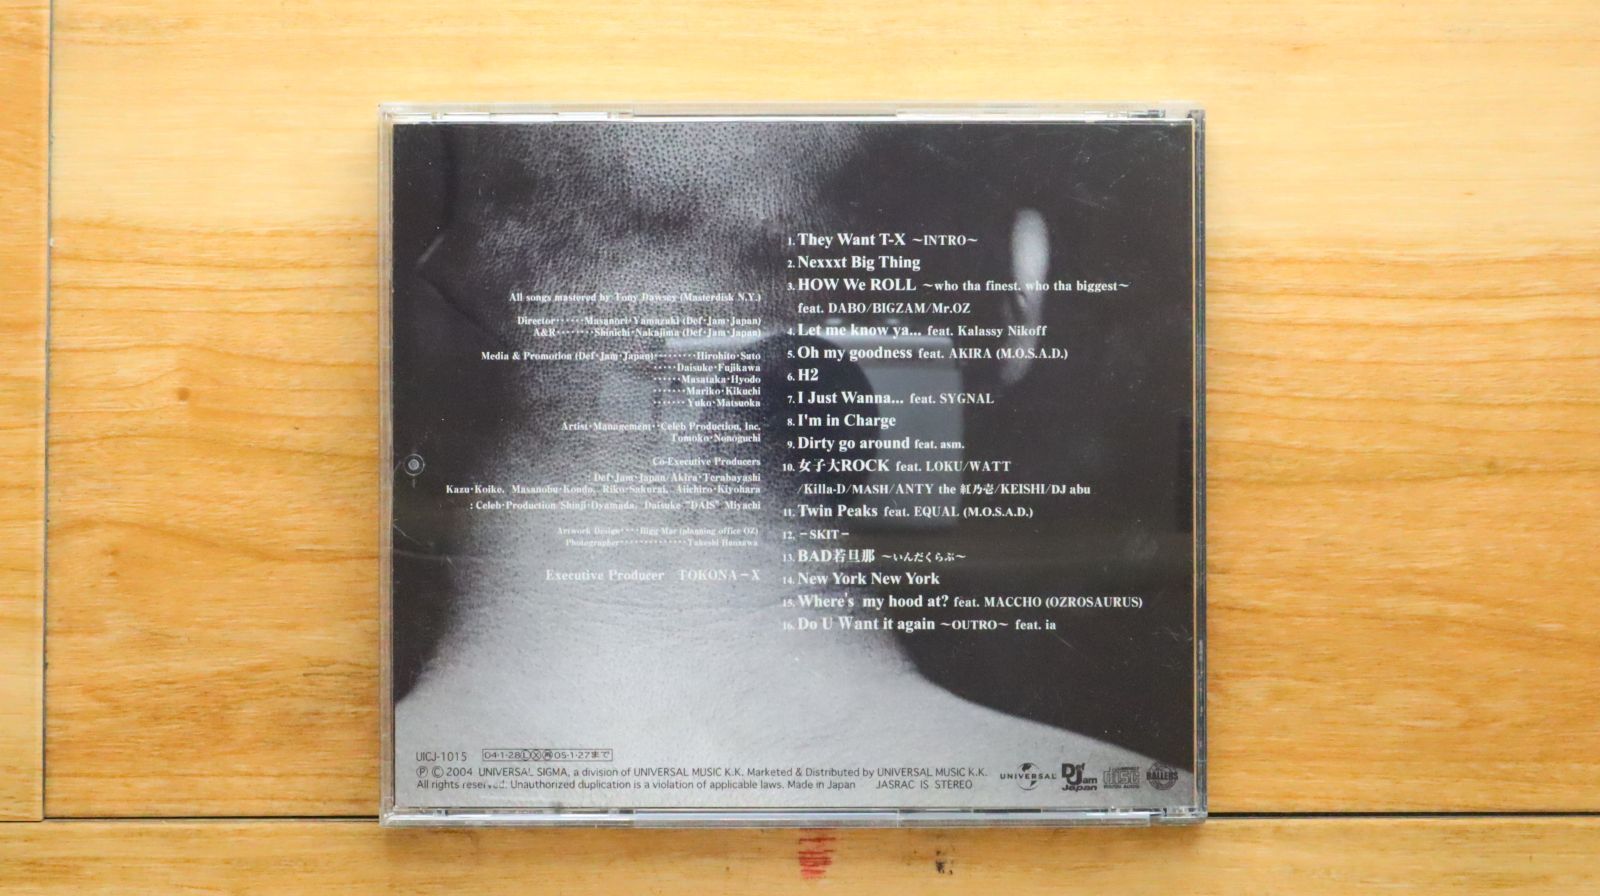 All songs mastered by Tony Dawsey (Masterdisk N.Y.)
Director······Masanori·Yamazaki (Def·Jam·Japan)
A&R········Shinichi·Nakajima (Def·Jam·Japan)
Media & Promotion (Def·Jam·Japan)·········Hirohito·Sato
·····Daisuke·Fujikawa
······Masataka·Hyodo
·······Mariko·Kikuchi
·······Yuko·Matsuoka
Artist·Management··Celeb Production, Inc.
Tomoko·Nonoguchi
Co-Executive Producers
: Def·Jam·Japan/Akira·Terabayashi
Kazu·Koike, Masanobu·Kondo, Riko·Sakurai, Aiichiro·Kiyohara
: Celeb·Production/Shinji·Oyamada, Daisuke "DAIS" Miyachi
Artwork Design····Bigg Mac (planning office OZ)
Photographer··············Takeshi Hanzawa
Executive Producer TOKONA－X
1. They Want T-X ～INTRO～
2. Nexxxt Big Thing
3. HOW We ROLL ～who tha finest. who tha biggest～
feat. DABO/BIGZAM/Mr.OZ
4. Let me know ya... feat. Kalassy Nikoff
5. Oh my goodness feat. AKIRA (M.O.S.A.D.)
6. H2
7. I Just Wanna... feat. SYGNAL
8. I'm in Charge
9. Dirty go around feat. asm.
10. 女子大ROCK feat. LOKU/WATT
/Killa-D/MASH/ANTY the 紅乃壱/KEISHI/DJ abu
11. Twin Peaks feat. EQUAL (M.O.S.A.D.)
12. －SKIT－
13. BAD若旦那 ～いんだくらぶ～
14. New York New York
15. Where's my hood at? feat. MACCHO (OZROSAURUS)
16. Do U Want it again ～OUTRO～ feat. ia
UICJ-1015 04·1·28ⓁⓍ㊞05·1·27まで
Ⓟ Ⓒ 2004 UNIVERSAL SIGMA, a division of UNIVERSAL MUSIC K.K. Marketed & Distributed by UNIVERSAL MUSIC K.K.
All rights reserved. Unauthorized duplication is a violation of applicable laws. Made in Japan JASRAC IS STEREO
UNIVERSAL
Def Jam Japan
COMPACT disc DIGITAL AUDIO
BALLERS